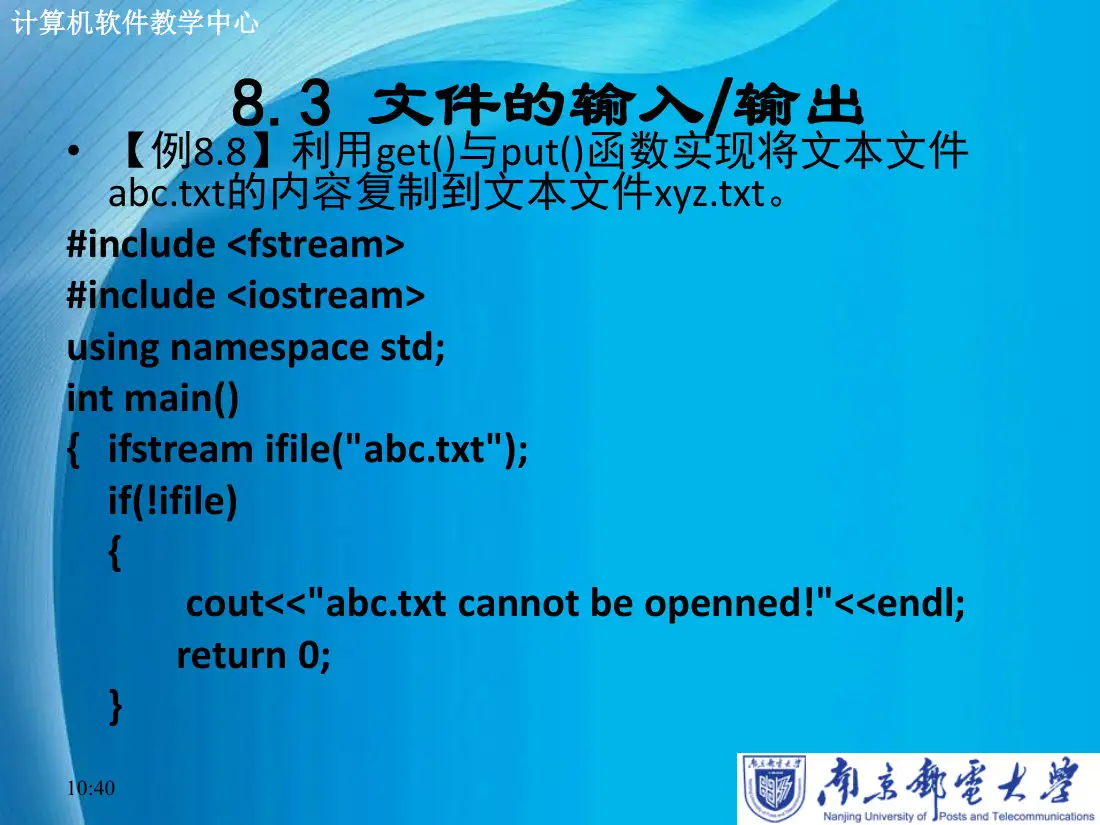 计算机软件教学中心
8.3 文件的输入/输出
• 【例8.8】利用get()与put()函数实现将文本文件
abc.txt的内容复制到文本文件xyz.txt。
#include <fstream>
#include <iostream>
using namespace std;
int main()
{ ifstream ifile("abc.txt");
if(!ifile)
{
cout<<"abc.txt cannot be openned!"<<endl;
return 0;
}
10:40
南京郵電大学
Nanjing University of Posts and Telecommunications